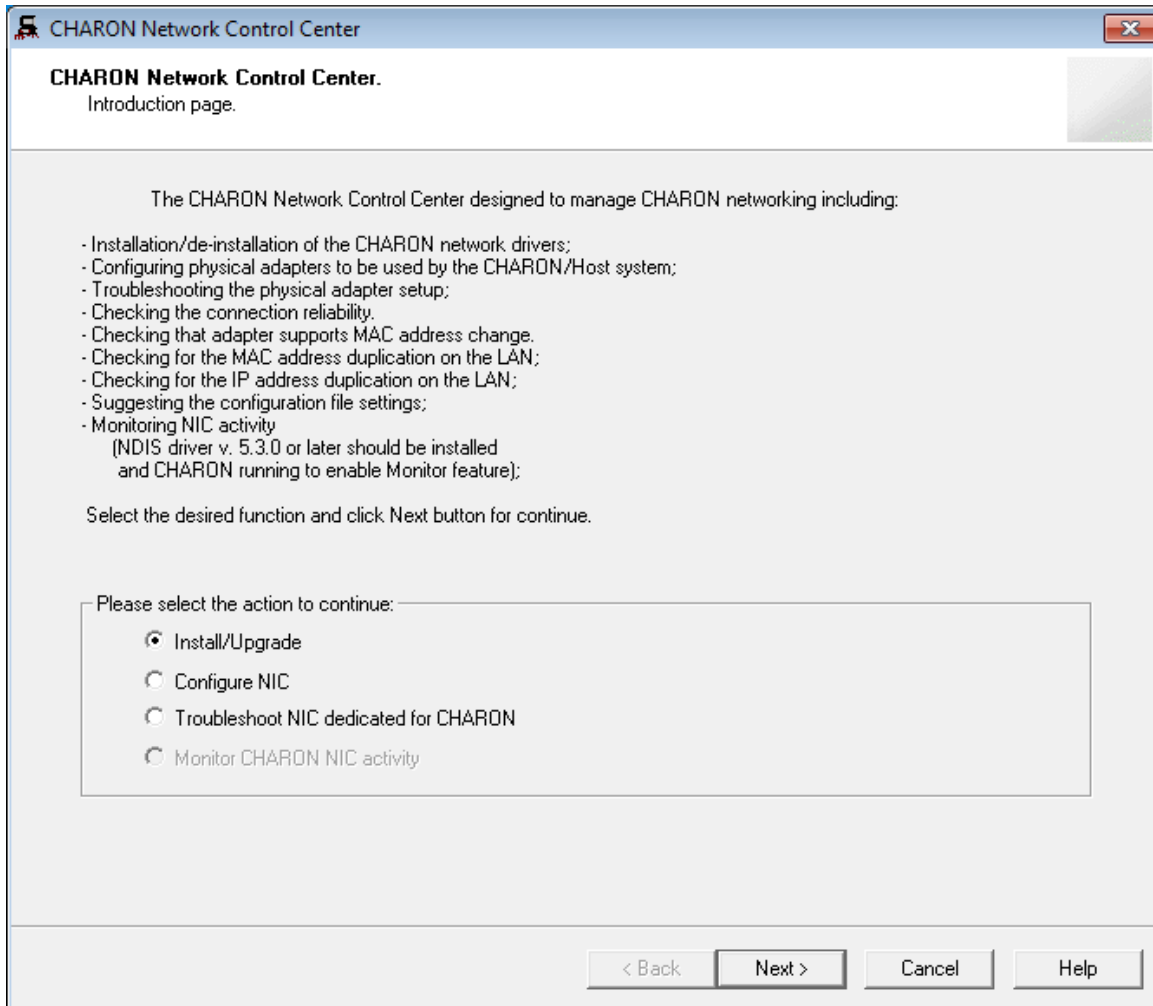 CHARON Network Control Center
CHARON Network Control Center.
Introduction page.
The CHARON Network Control Center designed to manage CHARON networking including:
- Installation/de-installation of the CHARON network drivers;
- Configuring physical adapters to be used by the CHARON/Host system;
- Troubleshooting the physical adapter setup;
- Checking the connection reliability.
- Checking that adapter supports MAC address change.
- Checking for the MAC address duplication on the LAN;
- Checking for the IP address duplication on the LAN;
- Suggesting the configuration file settings;
- Monitoring NIC activity
(NDIS driver v. 5.3.0 or later should be installed
and CHARON running to enable Monitor feature);
Select the desired function and click Next button for continue.
Please select the action to continue:
Install/Upgrade
Configure NIC
Troubleshoot NIC dedicated for CHARON
Monitor CHARON NIC activity
< Back Next > Cancel Help